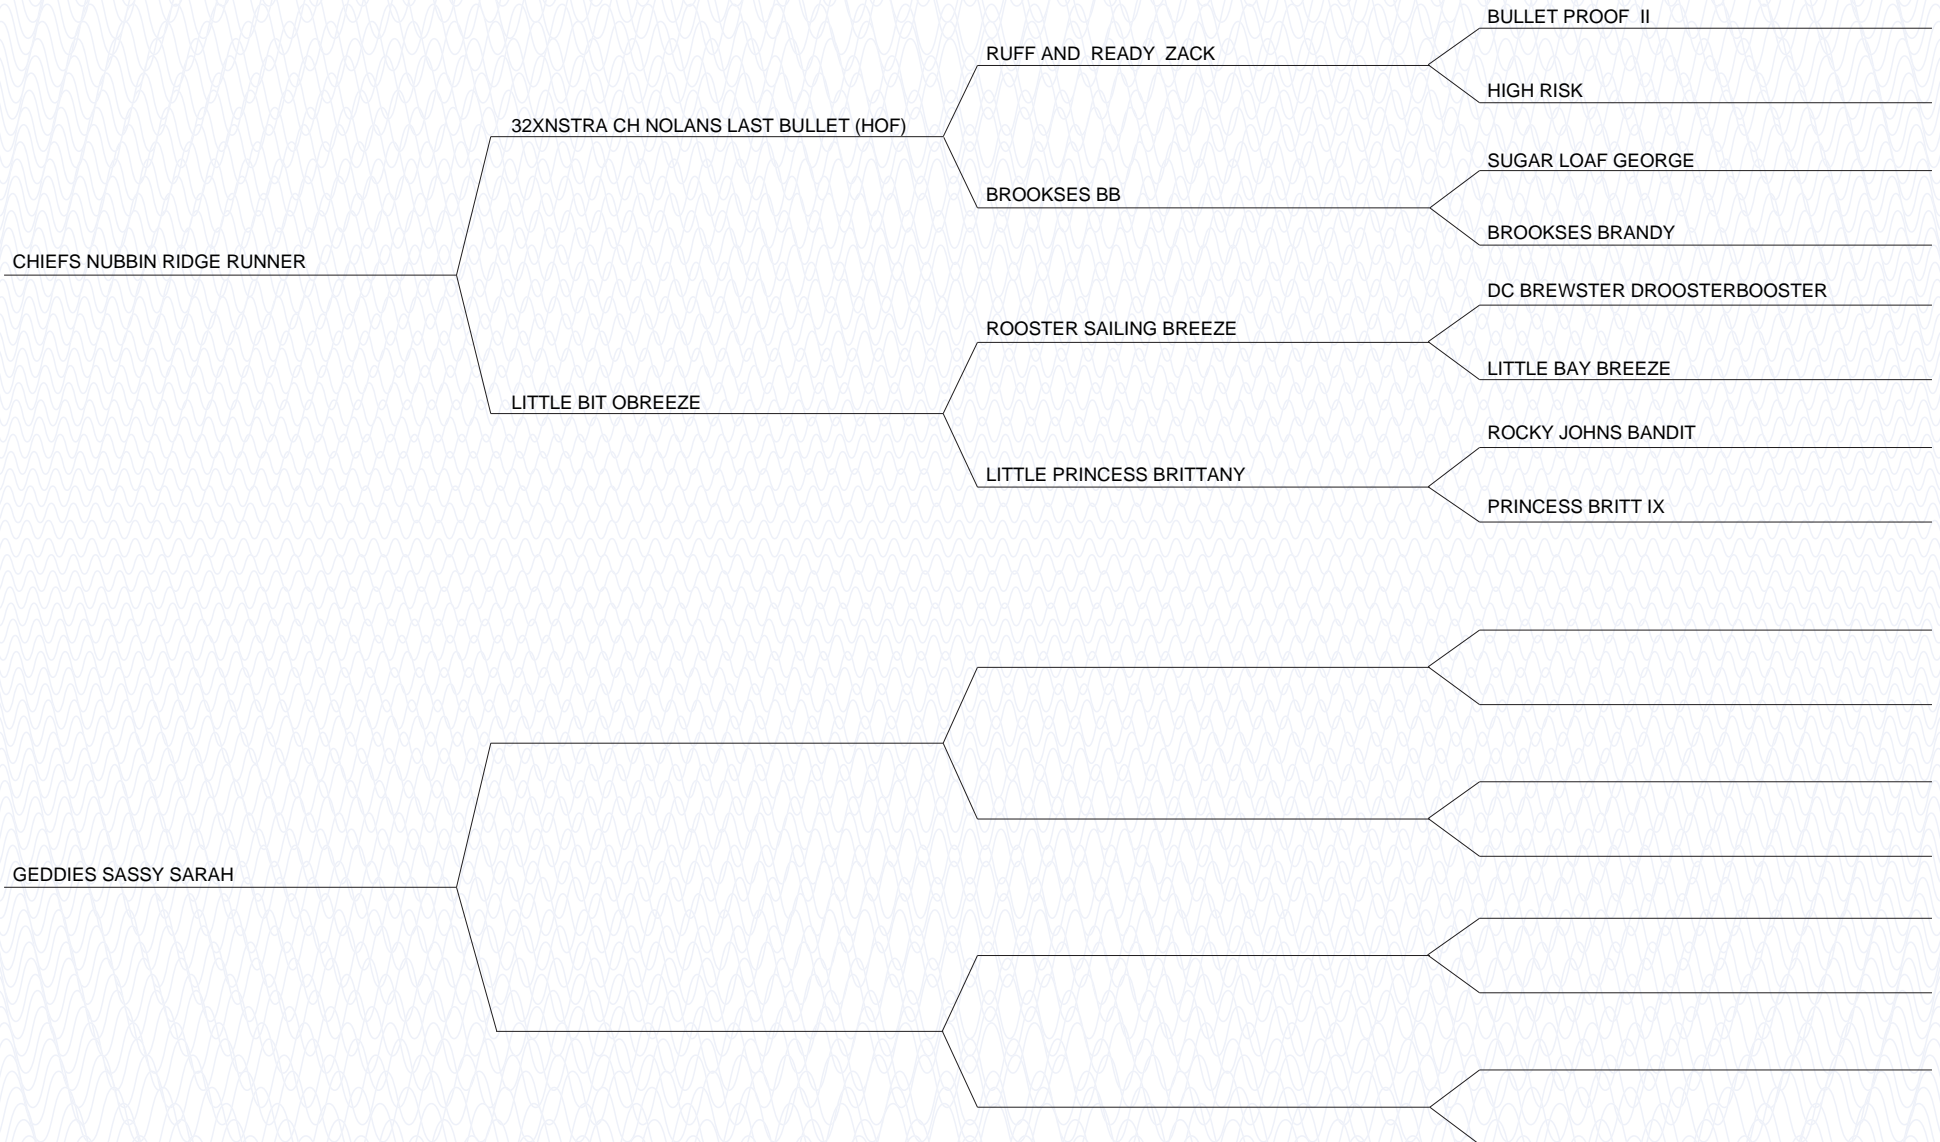 BULLET PROOF  II
RUFF AND  READY  ZACK
HIGH RISK
32XNSTRA CH NOLANS LAST BULLET (HOF)
SUGAR LOAF GEORGE
BROOKSES BB
BROOKSES BRANDY
CHIEFS NUBBIN RIDGE RUNNER
DC BREWSTER DROOSTERBOOSTER
ROOSTER SAILING BREEZE
LITTLE BAY BREEZE
LITTLE BIT OBREEZE
ROCKY JOHNS BANDIT
LITTLE PRINCESS BRITTANY
PRINCESS BRITT IX
GEDDIES SASSY SARAH